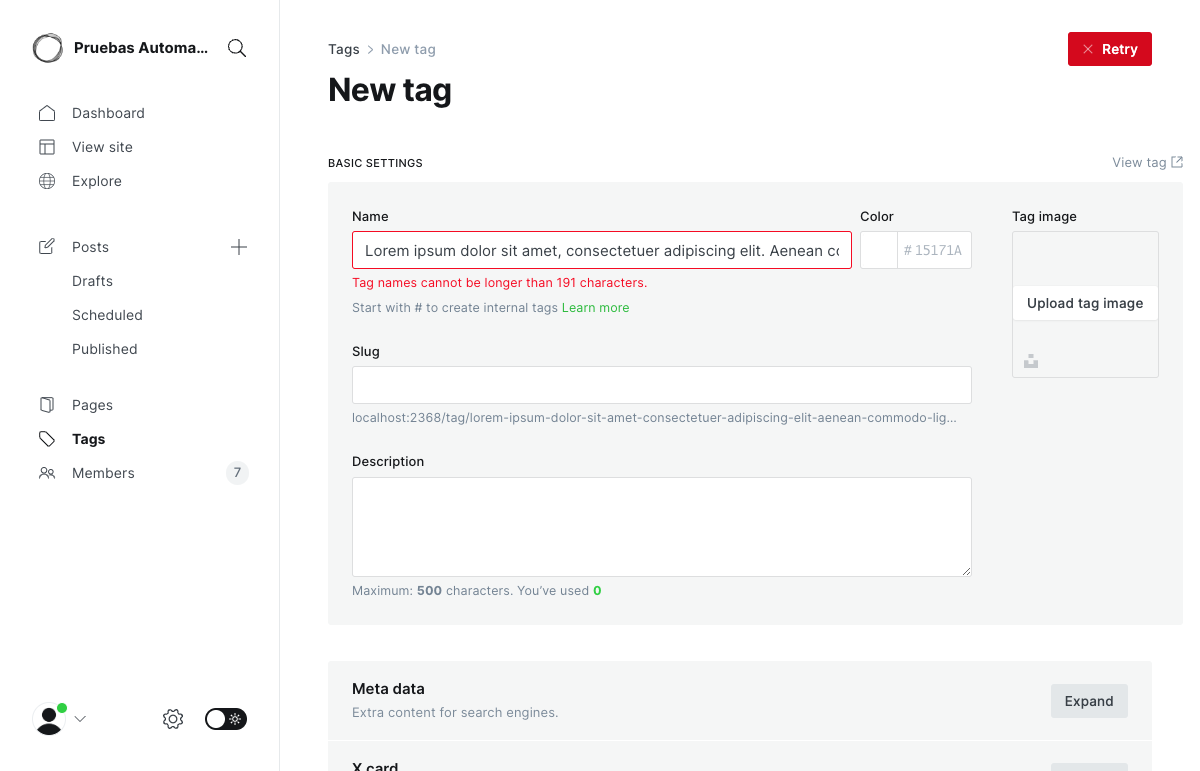 Pruebas Automa...
Dashboard
View site
Explore
Posts
Drafts
Scheduled
Published
Pages
Tags
Members 7
Tags > New tag
Retry
New tag
BASIC SETTINGS
View tag
Name
Color
Tag image
Lorem ipsum dolor sit amet, consectetuer adipiscing elit. Aenean co
# 15171A
Tag names cannot be longer than 191 characters.
Start with # to create internal tags Learn more
Upload tag image
Slug
localhost:2368/tag/lorem-ipsum-dolor-sit-amet-consectetuer-adipiscing-elit-aenean-commodo-lig...
Description
Maximum: 500 characters. You’ve used 0
Meta data
Extra content for search engines.
Expand
X card